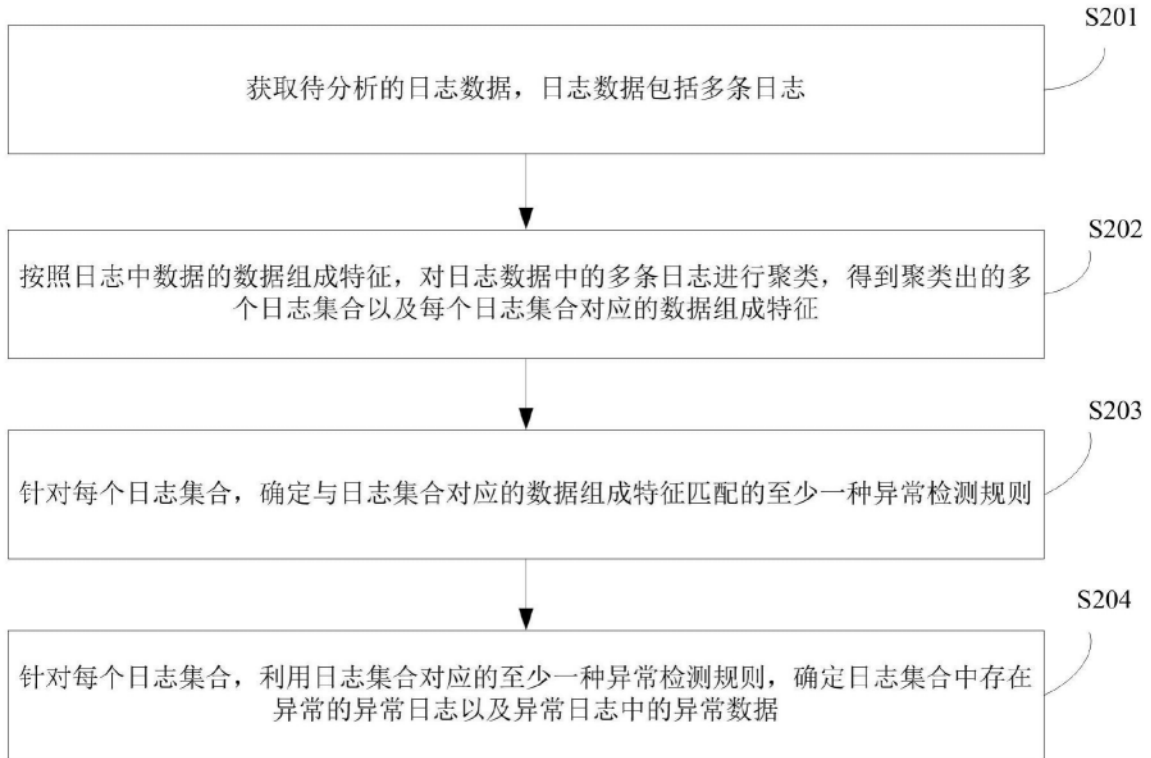 S201
获取待分析的日志数据，日志数据包括多条日志
S202
按照日志中数据的数据组成特征，对日志数据中的多条日志进行聚类，得到聚类出的多
个日志集合以及每个日志集合对应的数据组成特征
S203
针对每个日志集合，确定与日志集合对应的数据组成特征匹配的至少一种异常检测规则
S204
针对每个日志集合，利用日志集合对应的至少一种异常检测规则，确定日志集合中存在
异常的异常日志以及异常日志中的异常数据